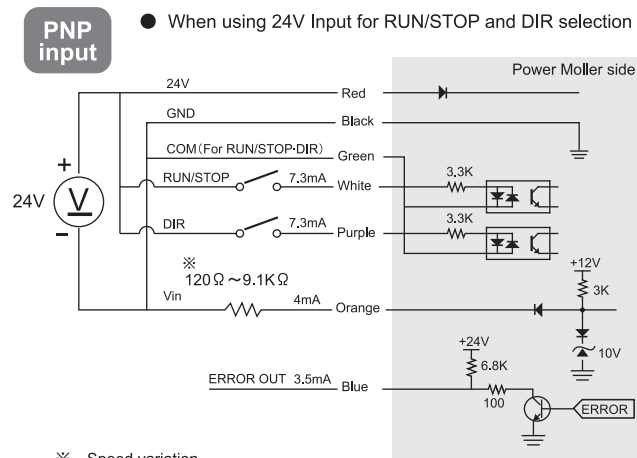 PNP
input
● When using 24V Input for RUN/STOP and DIR selection
Power Moller side
24V
Red
GND
Black
COM(For RUN/STOP·DIR)
Green
RUN/STOP
7.3mA
White
3.3K
+
24V
V
−
DIR
7.3mA
Purple
3.3K
※
120Ω~9.1KΩ
Vin
4mA
Orange
+12V
3K
10V
+24V
6.8K
ERROR OUT 3.5mA
Blue
100
ERROR
※ Speed variation